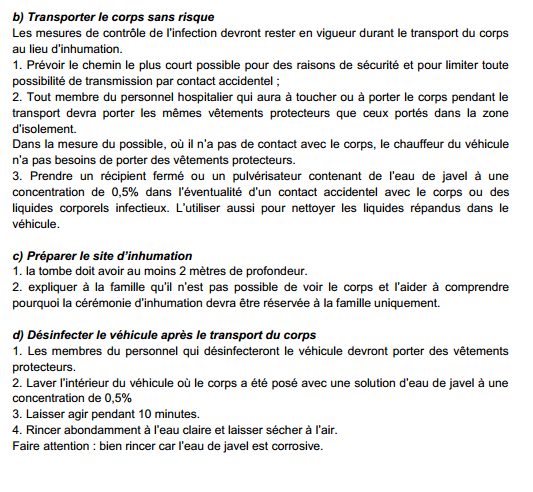 b) Transporter le corps sans risque
Les mesures de contrôle de l'infection devront rester en vigueur durant le transport du corps
au lieu d'inhumation.
1. Prévoir le chemin le plus court possible pour des raisons de sécurité et pour limiter toute
possibilité de transmission par contact accidentel ;
2. Tout membre du personnel hospitalier qui aura à toucher ou à porter le corps pendant le
transport devra porter les mêmes vêtements protecteurs que ceux portés dans la zone
d'isolement.
Dans la mesure du possible, où il n'a pas de contact avec le corps, le chauffeur du véhicule
n'a pas besoins de porter des vêtements protecteurs.
3. Prendre un récipient fermé ou un pulvérisateur contenant de l'eau de javel à une
concentration de 0,5% dans l'éventualité d'un contact accidentel avec le corps ou des
liquides corporels infectieux. L'utiliser aussi pour nettoyer les liquides répandus dans le
véhicule.
c) Préparer le site d'inhumation
1. la tombe doit avoir au moins 2 mètres de profondeur.
2. expliquer à la famille qu'il n'est pas possible de voir le corps et l'aider à comprendre
pourquoi la cérémonie d'inhumation devra être réservée à la famille uniquement.
d) Désinfecter le véhicule après le transport du corps
1. Les membres du personnel qui désinfecteront le véhicule devront porter des vêtements
protecteurs.
2. Laver l'intérieur du véhicule où le corps a été posé avec une solution d'eau de javel à une
concentration de 0,5%
3. Laisser agir pendant 10 minutes.
4. Rincer abondamment à l'eau claire et laisser sécher à l'air.
Faire attention : bien rincer car l'eau de javel est corrosive.